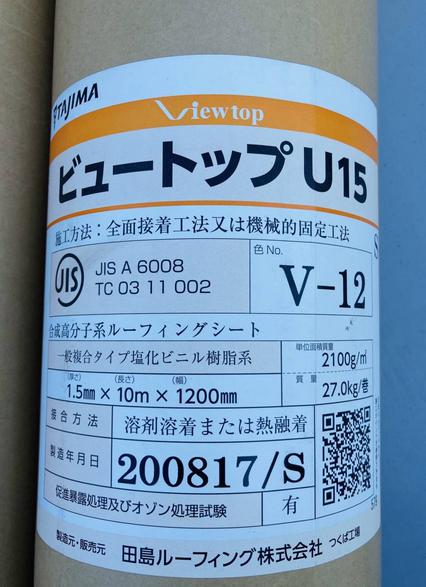 TAJIMA
Viewtop
ビュートップ U15
施工方法:全面接着工法又は機械的固定工法
JIS
JIS A 6008
TC 03 11 002
色No.
V-12
合成高分子系ルーフィングシート
一般複合タイプ塩化ビニル樹脂系
単位面積質量
2100g/㎡
(厚さ) (長さ) (幅)
1.5mm × 10m × 1200mm
質量
27.0kg/巻
接合方法
溶剤溶着または熱融着
製造年月日
200817/S
促進暴露処理及びオゾン処理試験
有
製造元・販売元 田島ルーフィング株式会社 つくば工場